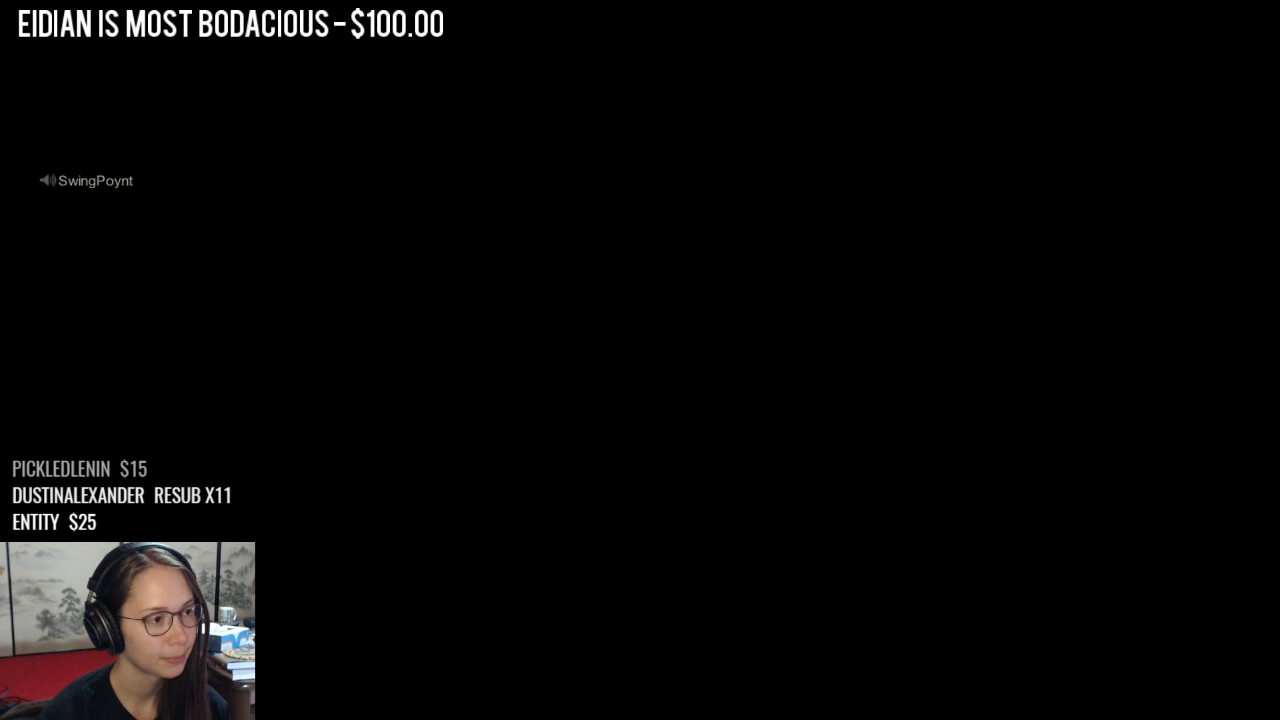 EIDIAN IS MOST BODACIOUS - $100.00
SwingPoynt
PICKLEDLENIN $15
DUSTINALEXANDER RESUB X11
ENTITY $25